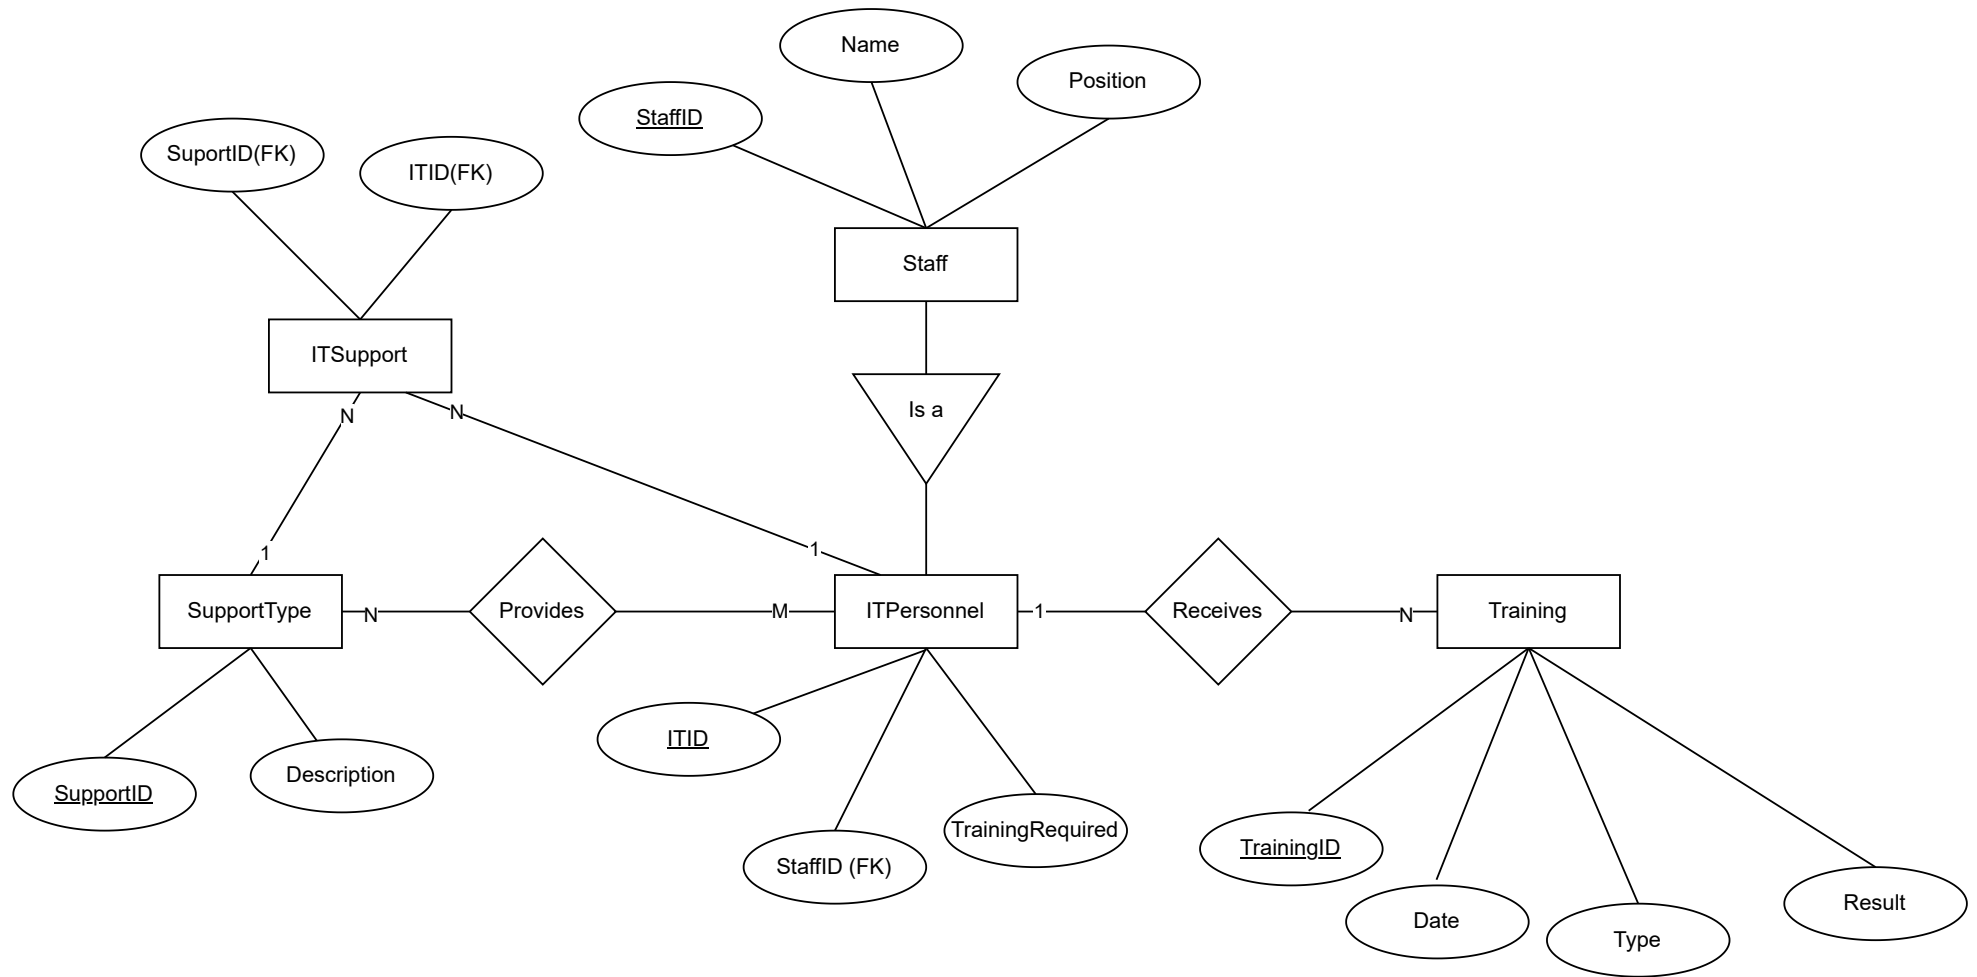 Name
Position
StaffID
SuportID(FK)
ITID(FK)
Staff
ITSupport
Is a
N
N
1
1
SupportType
N
Provides
M
ITPersonnel
1
Receives
N
Training
ITID
Description
SupportID
TrainingRequired
StaffID (FK)
TrainingID
Date
Type
Result